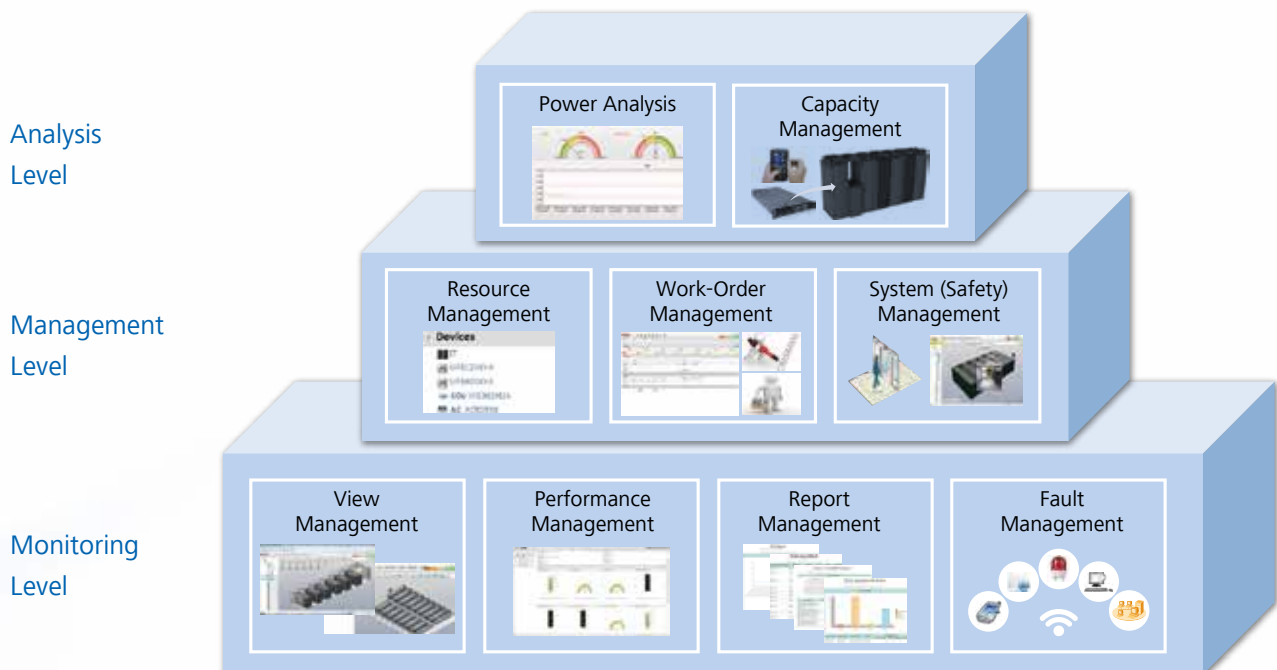 Analysis
Level
Power Analysis
Capacity
Management
Management
Level
Resource
Management
Devices
IT
Work-Order
Management
System (Safety)
Management
Monitoring
Level
View
Management
Performance
Management
Report
Management
Fault
Management